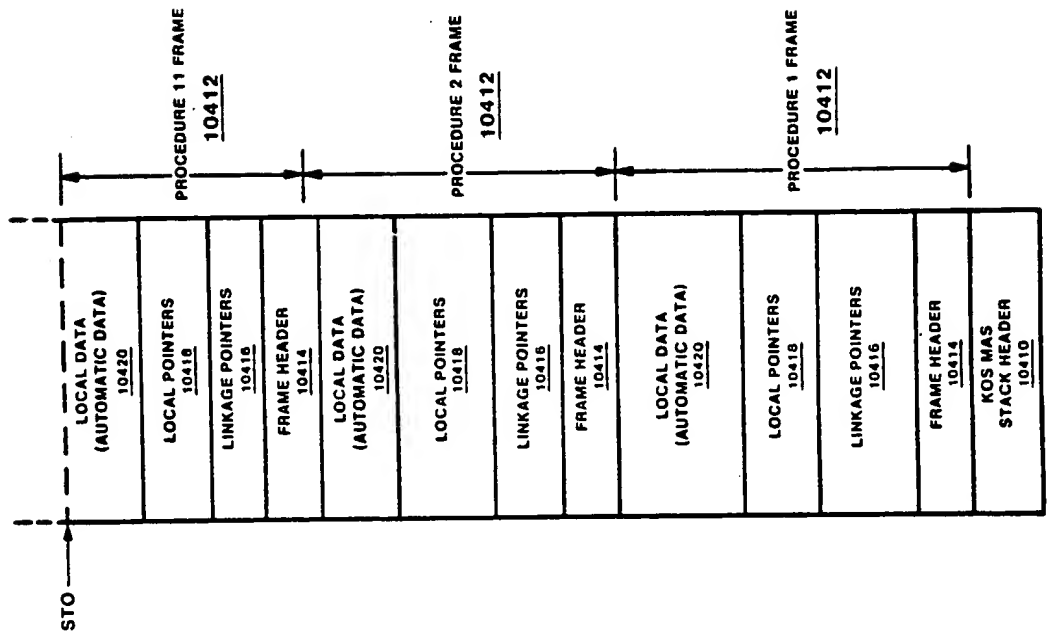 STO
LOCAL DATA
(AUTOMATIC DATA)
10420
LOCAL POINTERS
10418
LINKAGE POINTERS
10416
FRAME HEADER
10414
PROCEDURE 11 FRAME
10412
LOCAL DATA
(AUTOMATIC DATA)
10420
LOCAL POINTERS
10418
LINKAGE POINTERS
10416
FRAME HEADER
10414
PROCEDURE 2 FRAME
10412
LOCAL DATA
(AUTOMATIC DATA)
10420
LOCAL POINTERS
10418
LINKAGE POINTERS
10416
FRAME HEADER
10414
PROCEDURE 1 FRAME
10412
KOS MAS
STACK HEADER
10410